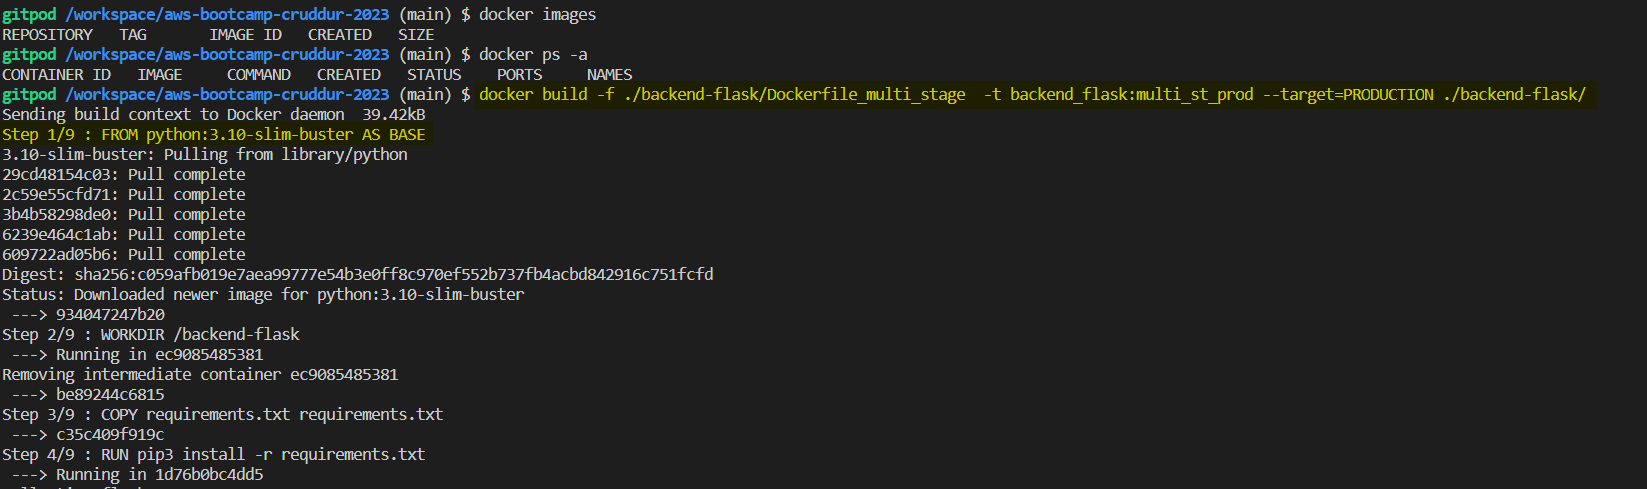 gitpod /workspace/aws-bootcamp-cruddur-2023 (main) $ docker images
REPOSITORY   TAG       IMAGE ID   CREATED   SIZE
gitpod /workspace/aws-bootcamp-cruddur-2023 (main) $ docker ps -a
CONTAINER ID   IMAGE     COMMAND   CREATED   STATUS    PORTS     NAMES
gitpod /workspace/aws-bootcamp-cruddur-2023 (main) $ docker build -f ./backend-flask/Dockerfile_multi_stage  -t backend_flask:multi_st_prod --target=PRODUCTION ./backend-flask/
Sending build context to Docker daemon  39.42kB
Step 1/9 : FROM python:3.10-slim-buster AS BASE
3.10-slim-buster: Pulling from library/python
29cd48154c03: Pull complete
2c59e55cfd71: Pull complete
3b4b58298de0: Pull complete
6239e464c1ab: Pull complete
609722ad05b6: Pull complete
Digest: sha256:c059afb019e7aea99777e54b3e0ff8c970ef552b737fb4acbd842916c751fcfd
Status: Downloaded newer image for python:3.10-slim-buster
 ---> 934047247b20
Step 2/9 : WORKDIR /backend-flask
 ---> Running in ec9085485381
Removing intermediate container ec9085485381
 ---> be89244c6815
Step 3/9 : COPY requirements.txt requirements.txt
 ---> c35c409f919c
Step 4/9 : RUN pip3 install -r requirements.txt
 ---> Running in 1d76b0bc4dd5